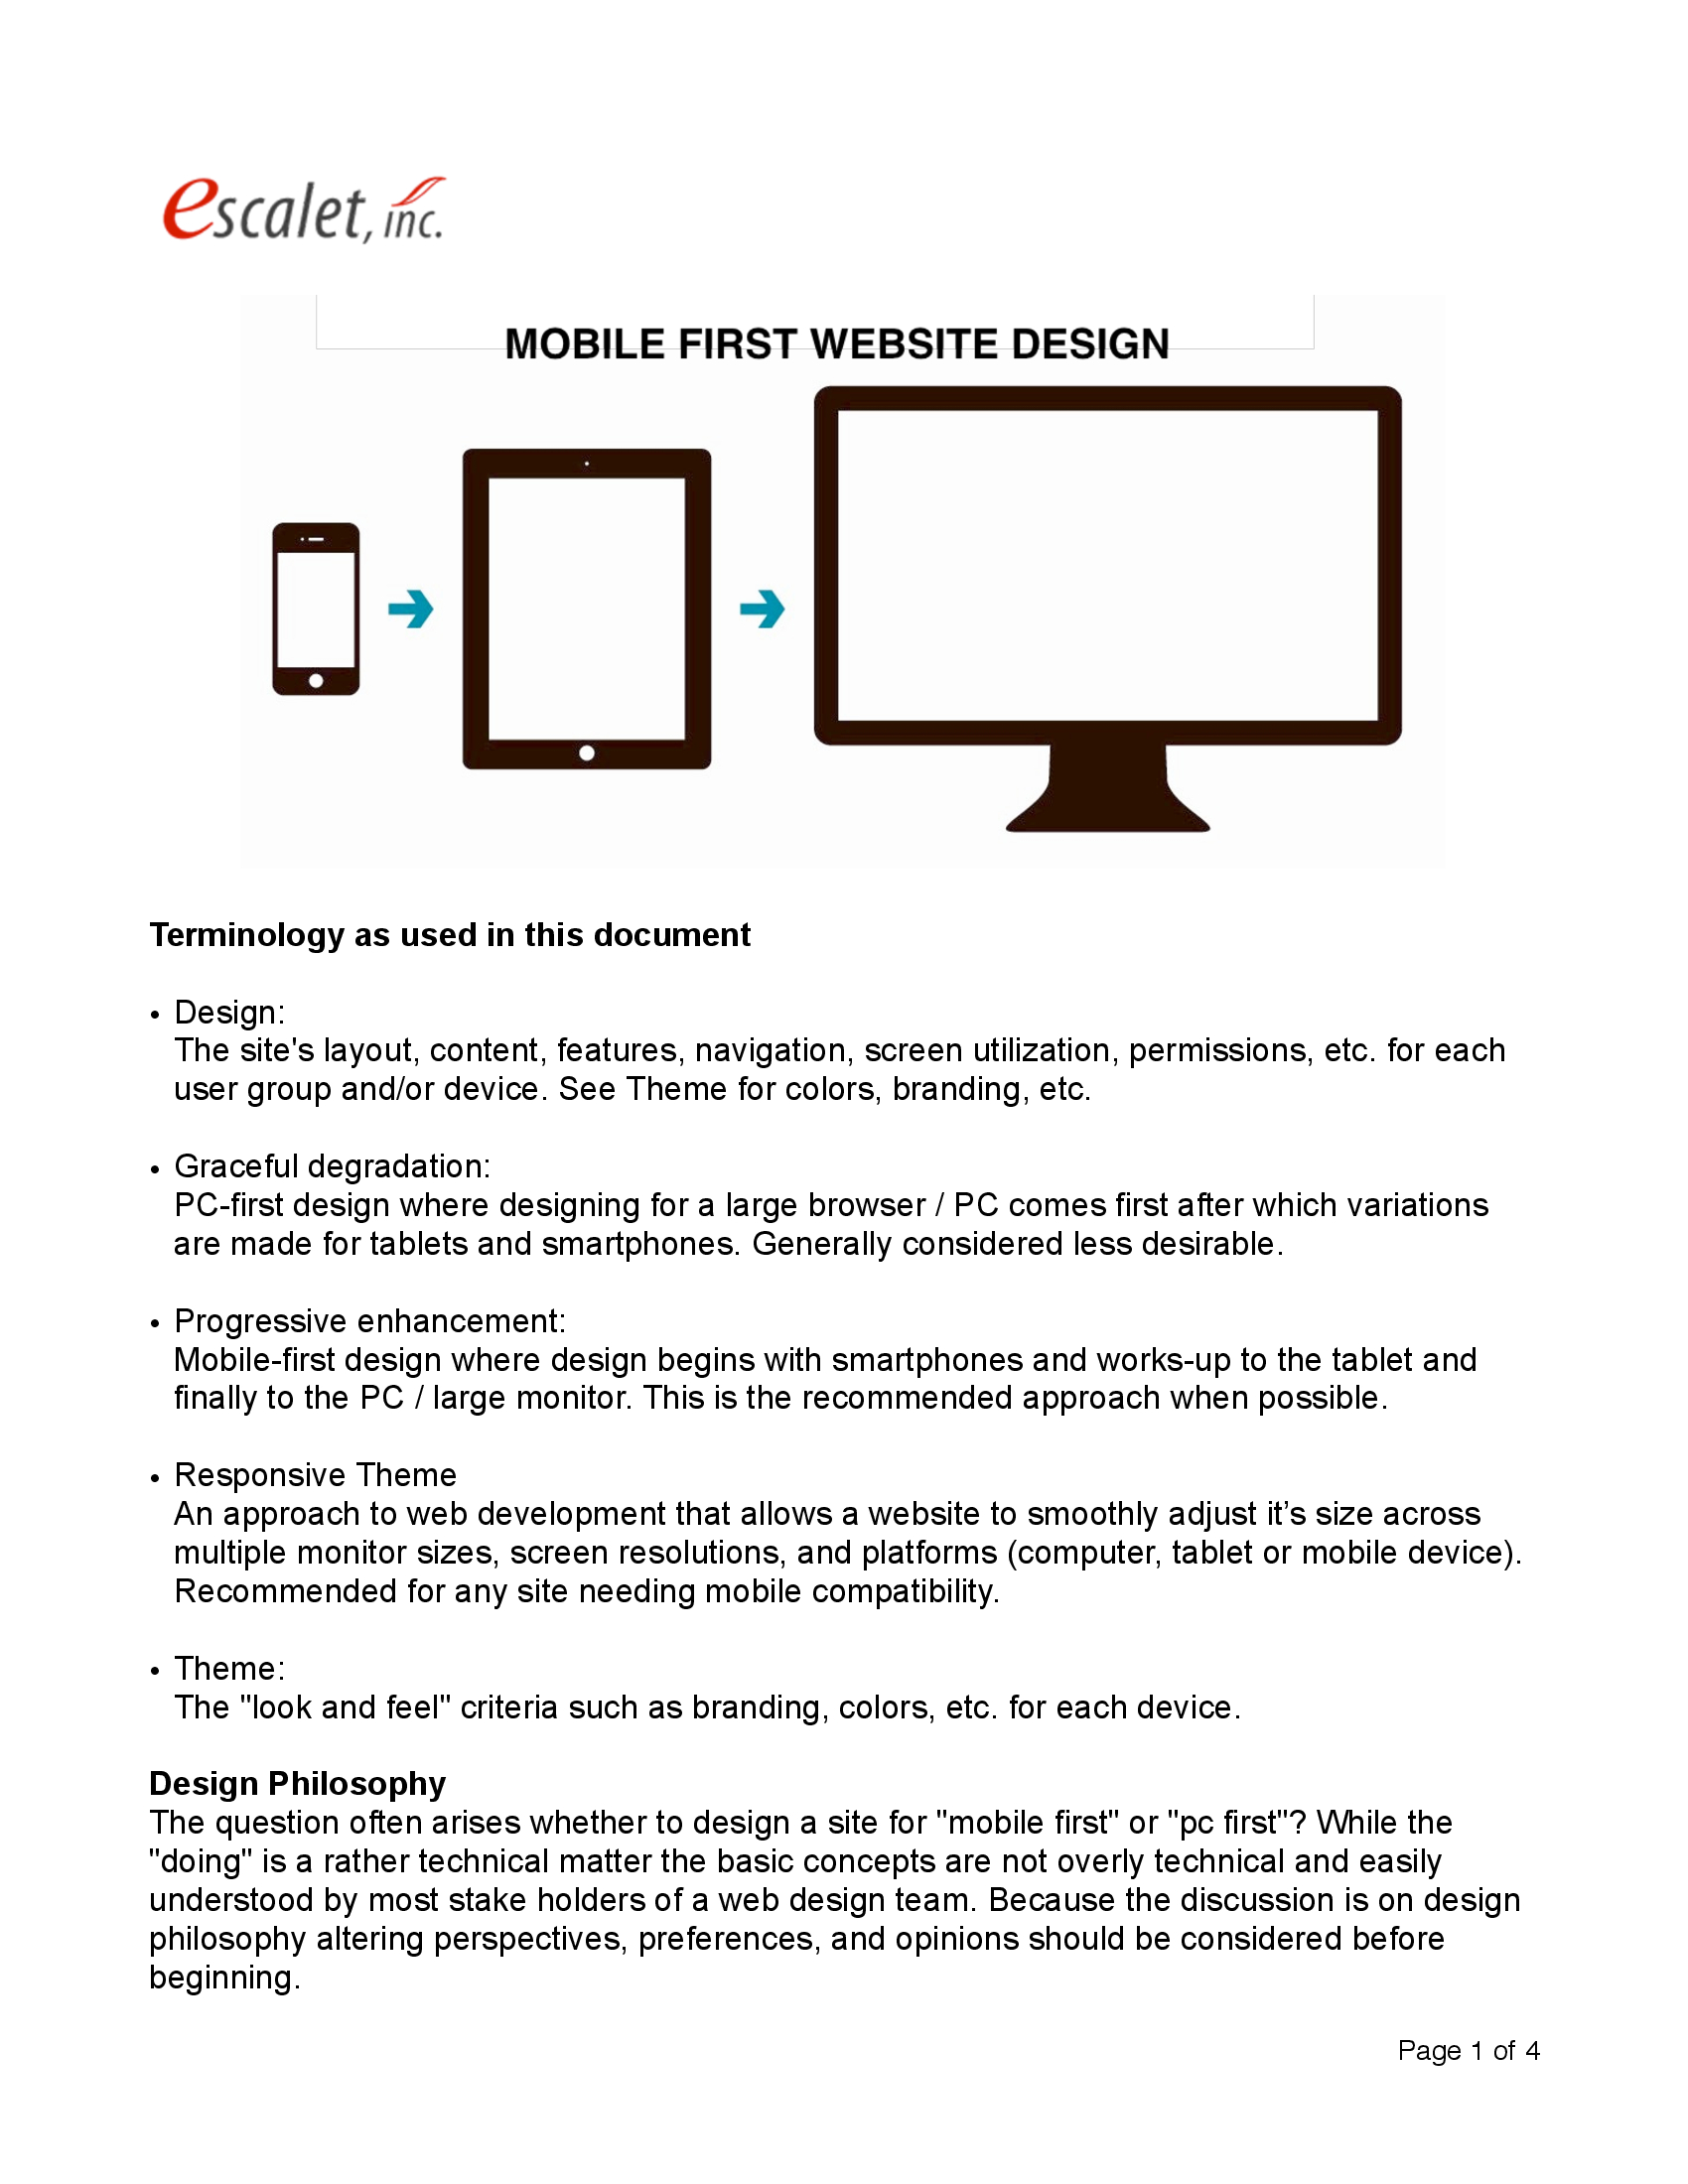 escalet, inc.
MOBILE FIRST WEBSITE DESIGN
Terminology as used in this document
• Design:
The site's layout, content, features, navigation, screen utilization, permissions, etc. for each
user group and/or device. See Theme for colors, branding, etc.
• Graceful degradation:
PC-first design where designing for a large browser / PC comes first after which variations
are made for tablets and smartphones. Generally considered less desirable.
• Progressive enhancement:
Mobile-first design where design begins with smartphones and works-up to the tablet and
finally to the PC / large monitor. This is the recommended approach when possible.
• Responsive Theme
An approach to web development that allows a website to smoothly adjust it’s size across
multiple monitor sizes, screen resolutions, and platforms (computer, tablet or mobile device).
Recommended for any site needing mobile compatibility.
• Theme:
The "look and feel" criteria such as branding, colors, etc. for each device.
Design Philosophy
The question often arises whether to design a site for "mobile first" or "pc first"? While the
"doing" is a rather technical matter the basic concepts are not overly technical and easily
understood by most stake holders of a web design team. Because the discussion is on design
philosophy altering perspectives, preferences, and opinions should be considered before
beginning.
Page 1 of 4